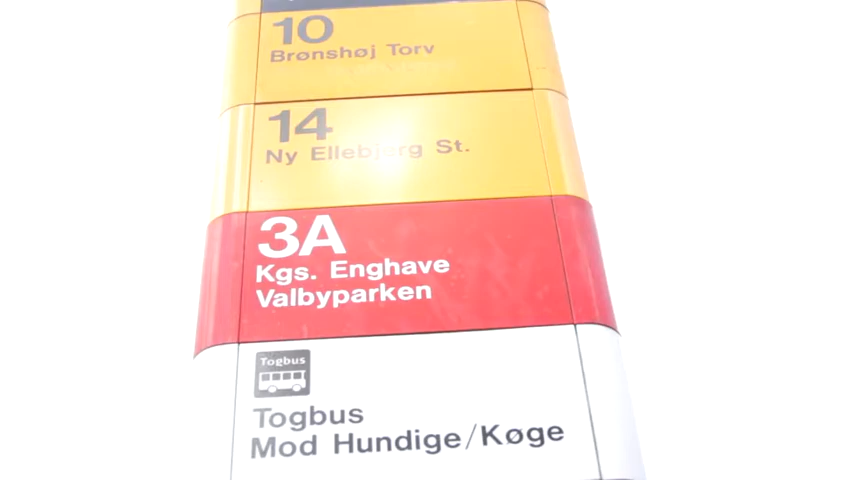 10
Brønshøj Torv
14
Ny Ellebjerg St.
3A
Kgs. Enghave
Valbyparken
Togbus
Togbus
Mod Hundige/Køge